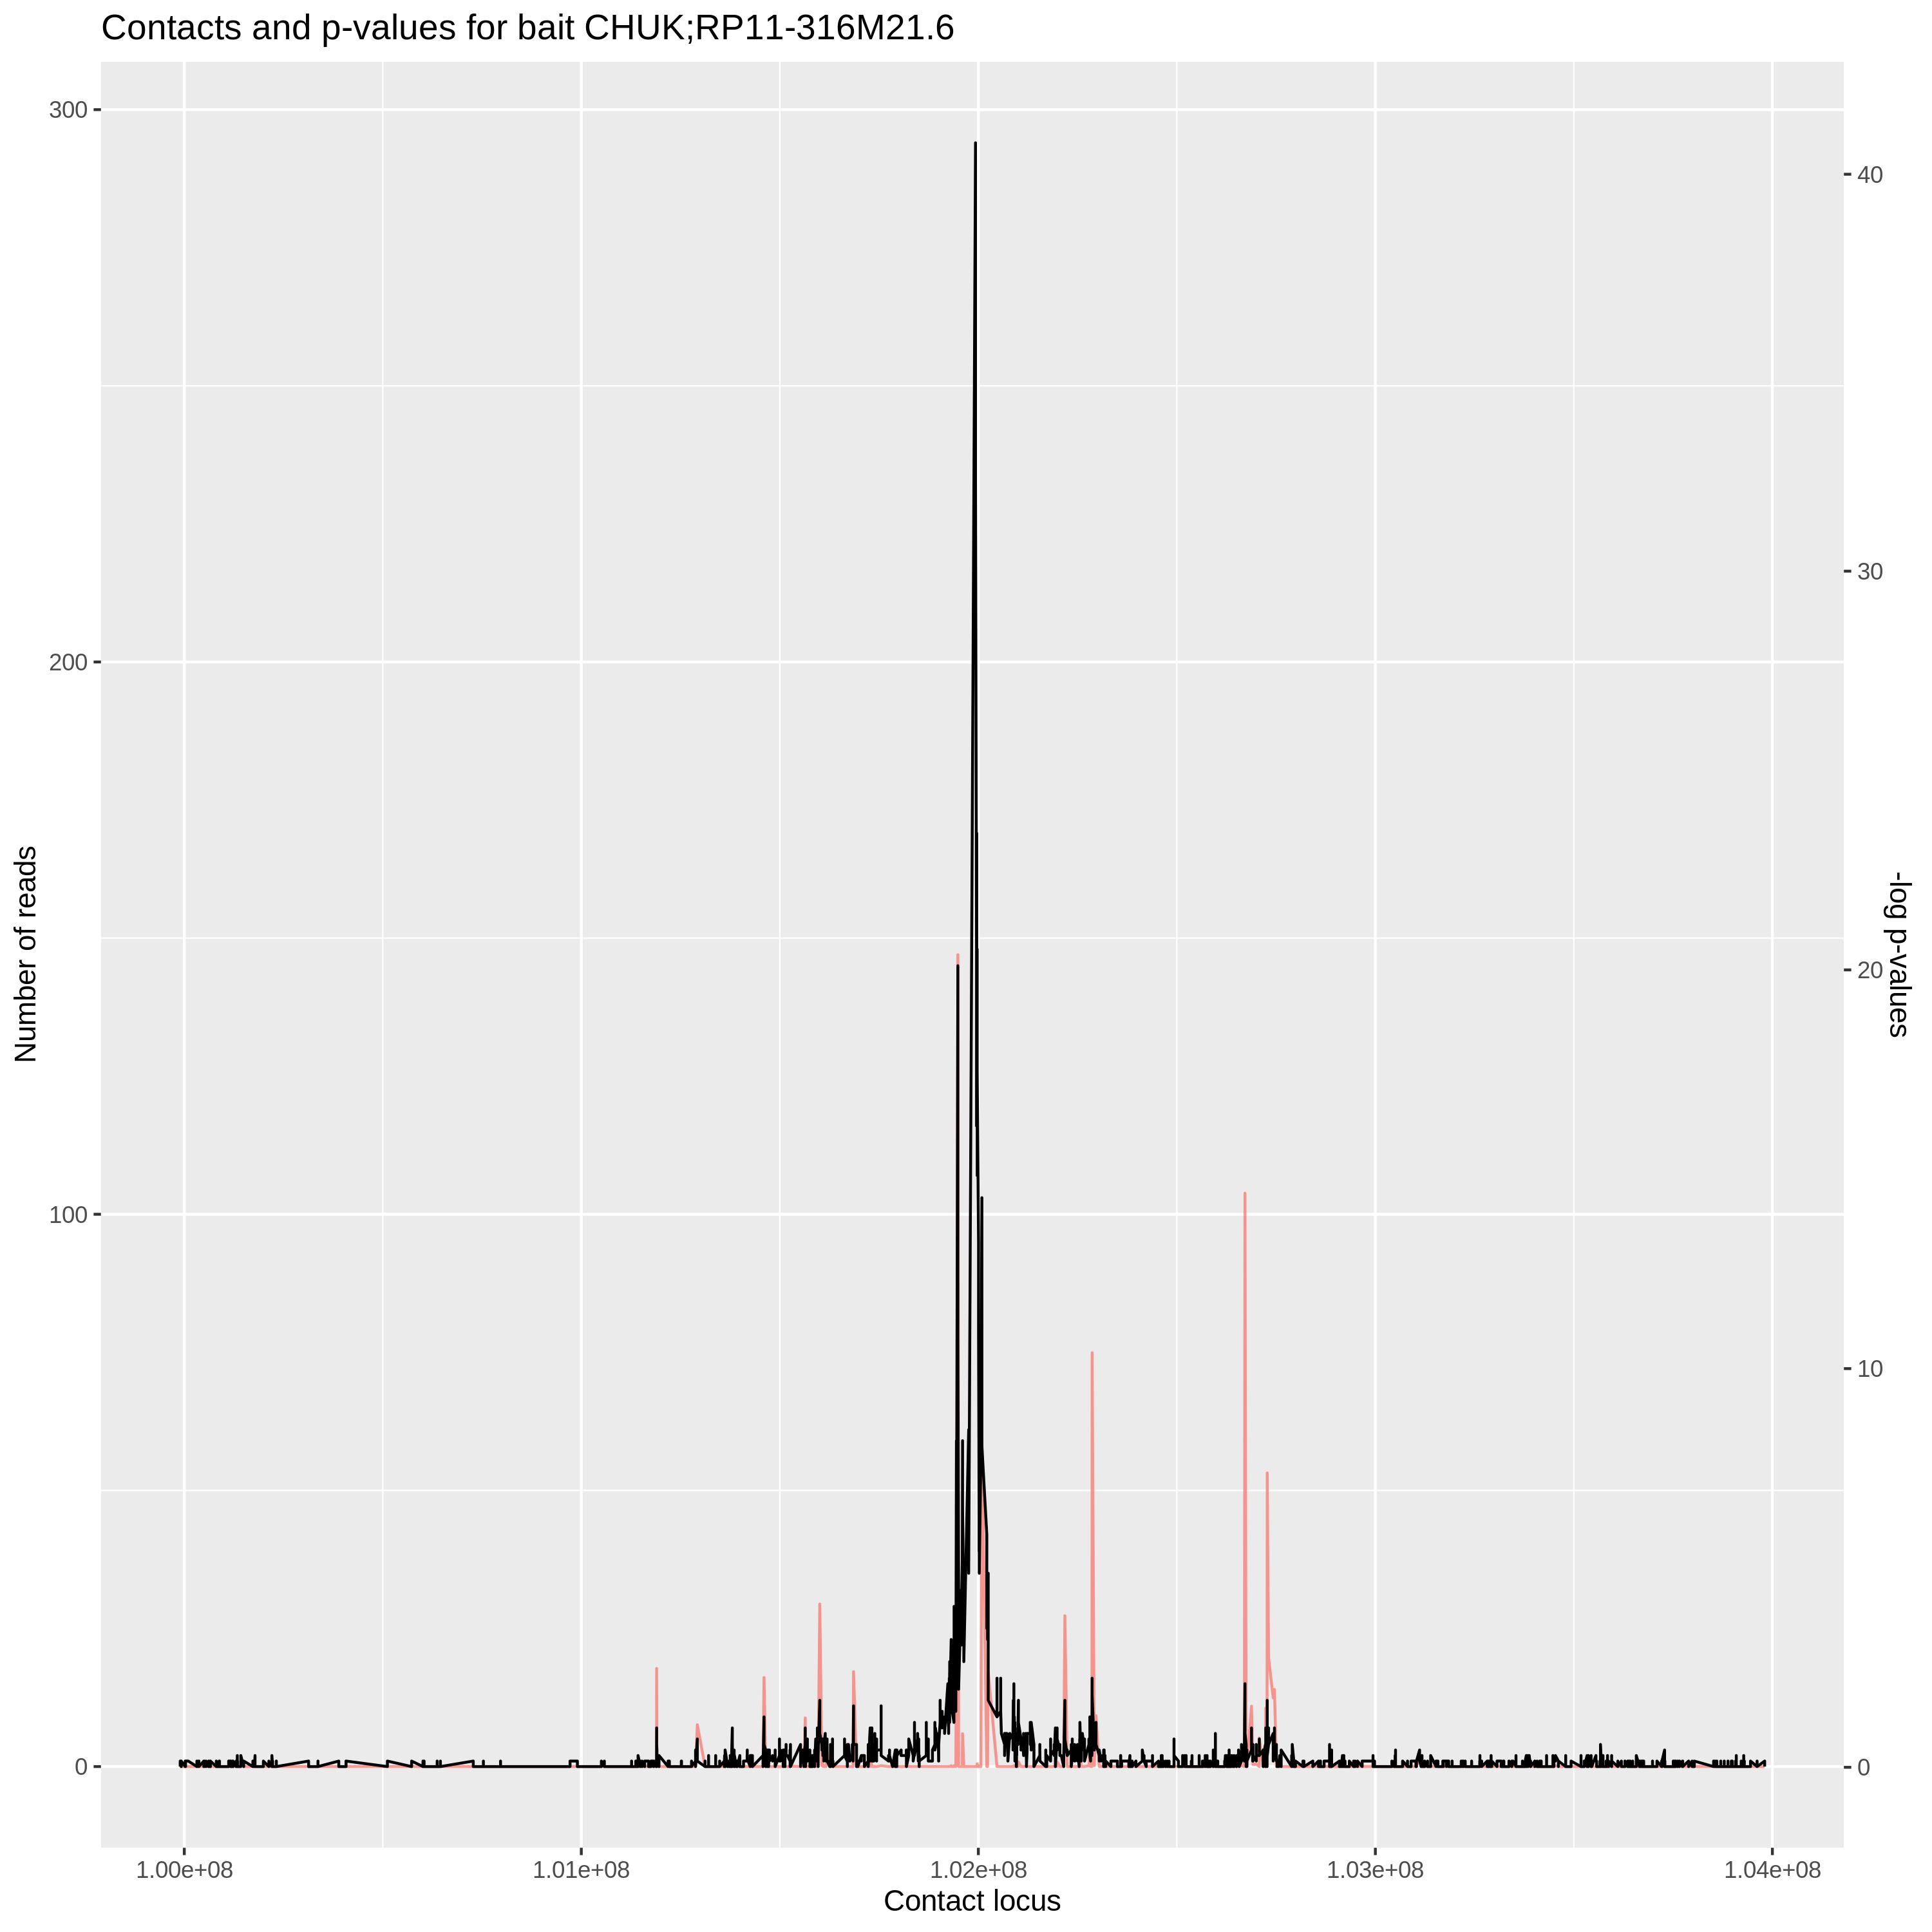 Contacts and p-values for bait CHUK;RP11-316M21.6
300
200
100
0
Number of reads
40
30
20
10
0
-log p-values
1.00e+08
1.01e+08
1.02e+08
1.03e+08
1.04e+08
Contact locus